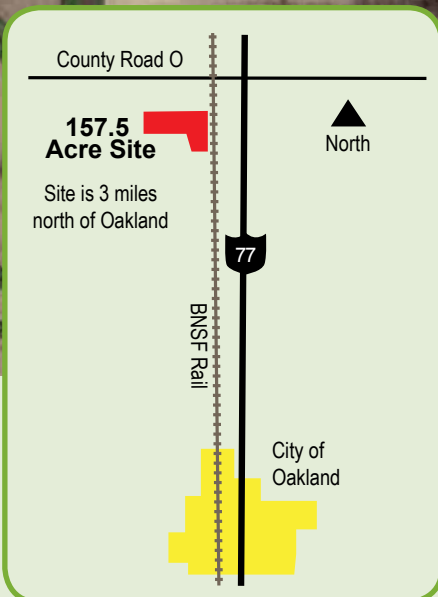 County Road O
157.5
Acre Site
North
Site is 3 miles
north of Oakland
77
BNSF Rail
City of
Oakland